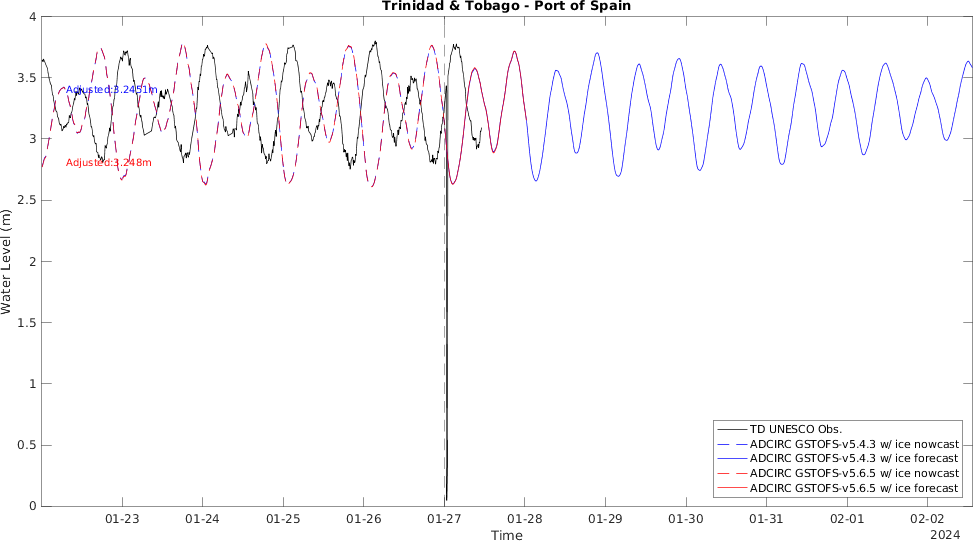 Trinidad & Tobago - Port of Spain
4
3.5
3
2.5
2
1.5
1
0.5
0
Water Level (m)
Adjusted:3.2451m
Adjusted:3.248m
TD UNESCO Obs.
ADCIRC GSTOFS-v5.4.3 w/ ice nowcast
ADCIRC GSTOFS-v5.4.3 w/ ice forecast
ADCIRC GSTOFS-v5.6.5 w/ ice nowcast
ADCIRC GSTOFS-v5.6.5 w/ ice forecast
01-23 01-24 01-25 01-26 01-27 01-28 01-29 01-30 01-31 02-01 02-02
Time
2024